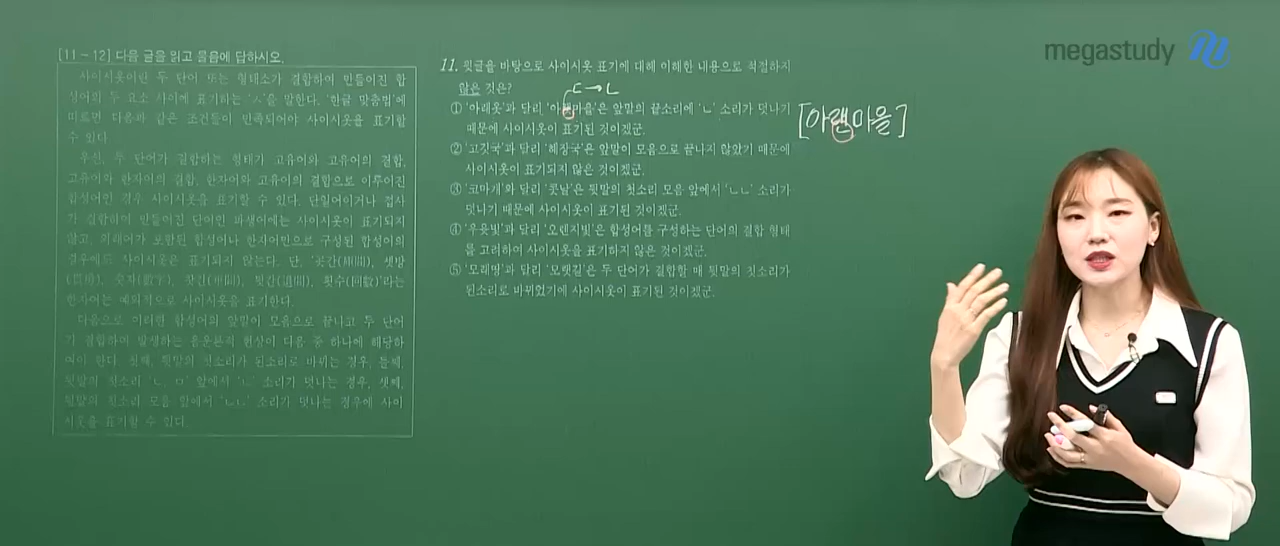 [11 ~ 12] 다음 글을 읽고 물음에 답하시오.
사이시옷이란 두 단어 또는 형태소가 결합하여 만들어진 합
성어의 두 요소 사이에 표기하는 'ㅅ'을 말한다. '한글 맞춤법'에
따르면 다음과 같은 조건들이 만족되어야 사이시옷을 표기할
수 있다.
우선, 두 단어가 결합하는 형태가 고유어와 고유어의 결합,
고유어와 한자어의 결합, 한자어와 고유어의 결합으로 이루어진
합성어인 경우 사이시옷을 표기할 수 있다. 단일어이거나 접사
가 결합하여 만들어진 단어인 파생어에는 사이시옷이 표기되지
않고, 외래어가 포함된 합성어나 한자어만으로 구성된 합성어의
경우에도 사이시옷은 표기되지 않는다. 단, '곳간(庫間), 셋방
(貰房), 숫자(數字), 찻간(車間), 툇간(退間), 횟수(回數)'라는
한자어는 예외적으로 사이시옷을 표기한다.
다음으로 이러한 합성어의 앞말이 모음으로 끝나고 두 단어
가 결합하여 발생하는 음운론적 현상이 다음 중 하나에 해당하
여야 한다. 첫째, 뒷말의 첫소리가 된소리로 바뀌는 경우, 둘째,
뒷말의 첫소리 'ㄴ, ㅁ' 앞에서 'ㄴ' 소리가 덧나는 경우, 셋째,
뒷말의 첫소리 모음 앞에서 'ㄴㄴ' 소리가 덧나는 경우에 사이
시옷을 표기할 수 있다.
11. 윗글을 바탕으로 사이시옷 표기에 대해 이해한 내용으로 적절하지
않은 것은?
ㄷ→ㄴ
① '아래옷'과 달리 '아랫마을'은 앞말의 끝소리에 'ㄴ' 소리가 덧나기
때문에 사이시옷이 표기된 것이겠군.
② '고깃국'과 달리 '해장국'은 앞말이 모음으로 끝나지 않았기 때문에
사이시옷이 표기되지 않은 것이겠군.
③ '코마개'와 달리 '콧날'은 뒷말의 첫소리 모음 앞에서 'ㄴㄴ' 소리가
덧나기 때문에 사이시옷이 표기된 것이겠군.
④ '우윳빛'과 달리 '오렌지빛'은 합성어를 구성하는 단어의 결합 형태
를 고려하여 사이시옷을 표기하지 않은 것이겠군.
⑤ '모래땅'과 달리 '모랫길'은 두 단어가 결합할 때 뒷말의 첫소리가
된소리로 바뀌었기에 사이시옷이 표기된 것이겠군.
[아랜마을]
megastudy